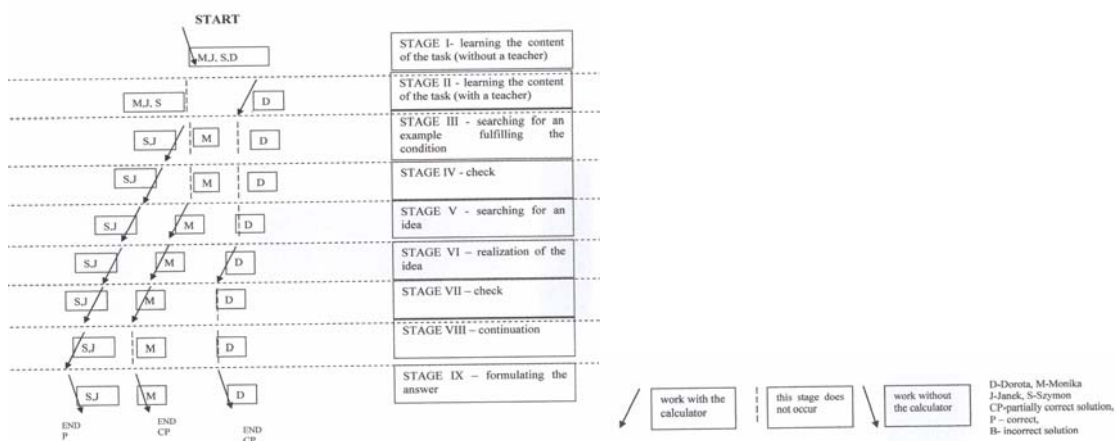 START
M,J, S,D
STAGE I- learning the content
of the task (without a teacher)
M,J, S
D
STAGE II - learning the content
of the task (with a teacher)
S,J
M
D
STAGE III - searching for an
example fulfilling the
condition
S,J
M
D
STAGE IV - check
S,J
M
D
STAGE V - searching for an
idea
S,J
M
D
STAGE VI – realization of the
idea
S,J
M
D
STAGE VII – check
S,J
M
D
STAGE VIII – continuation
S,J
M
D
STAGE IX – formulating the
answer
END
P
END
CP
END
CP
work with the
calculator
this stage does
not occur
work without
the calculator
D-Dorota, M-Monika
J-Janek, S-Szymon
CP-partially correct solution,
P – correct,
B- incorrect solution